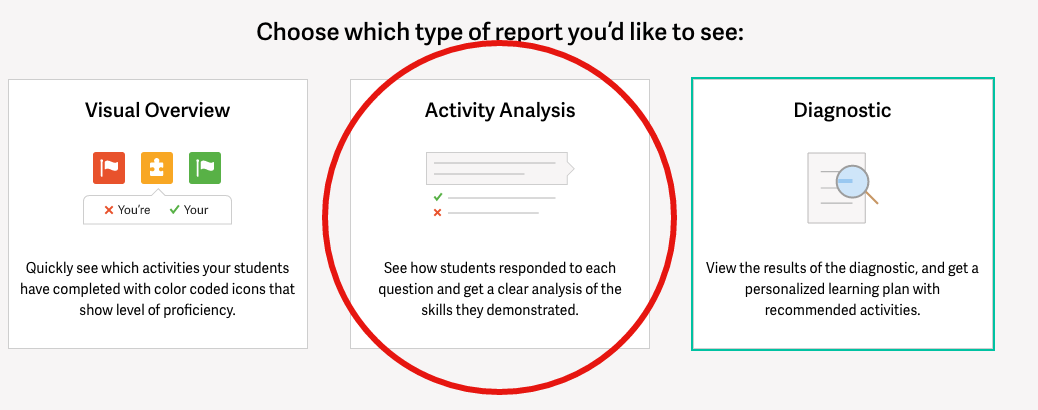 Choose which type of report you’d like to see:
Visual Overview
You’re
Your
Quickly see which activities your students
have completed with color coded icons that
show level of proficiency.
Activity Analysis
See how students responded to each
question and get a clear analysis of the
skills they demonstrated.
Diagnostic
View the results of the diagnostic, and get a
personalized learning plan with
recommended activities.